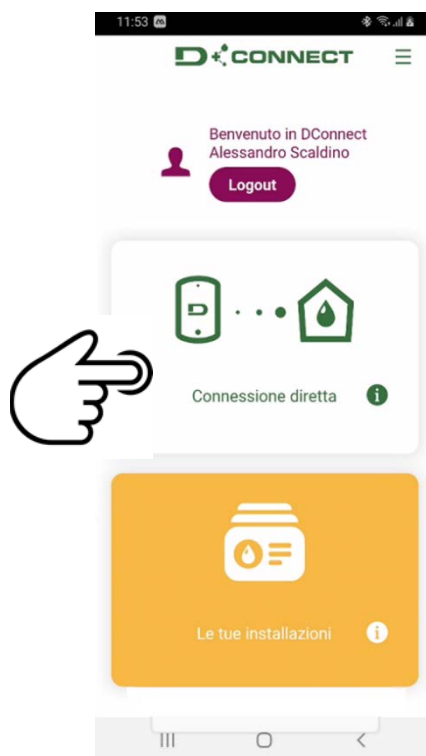 11:53
D+CONNECT
Benvenuto in DConnect
Alessandro Scaldino
Logout
D
Connessione diretta i
Le tue installazioni i